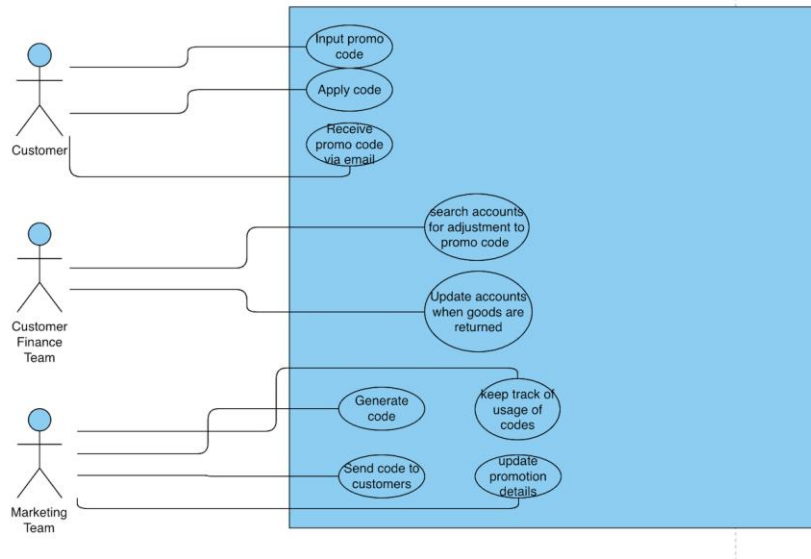 Input promo
code
Apply code
Receive
promo code
via email
Customer
search accounts
for adjustment to
promo code
Customer
Finance
Team
Update accounts
when goods are
returned
Generate
code
keep track of
usage of
codes
Send code to
customers
update
promotion
details
Marketing
Team